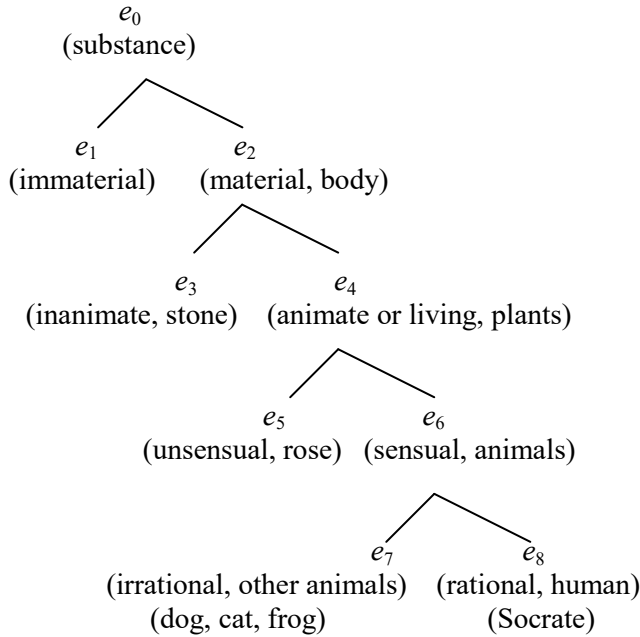 e₀
(substance)
e₁ e₂
(immaterial) (material, body)
e₃ e₄
(inanimate, stone) (animate or living, plants)
e₅ e₆
(unsensual, rose) (sensual, animals)
e₇ e₈
(irrational, other animals) (rational, human)
(dog, cat, frog) (Socrate)